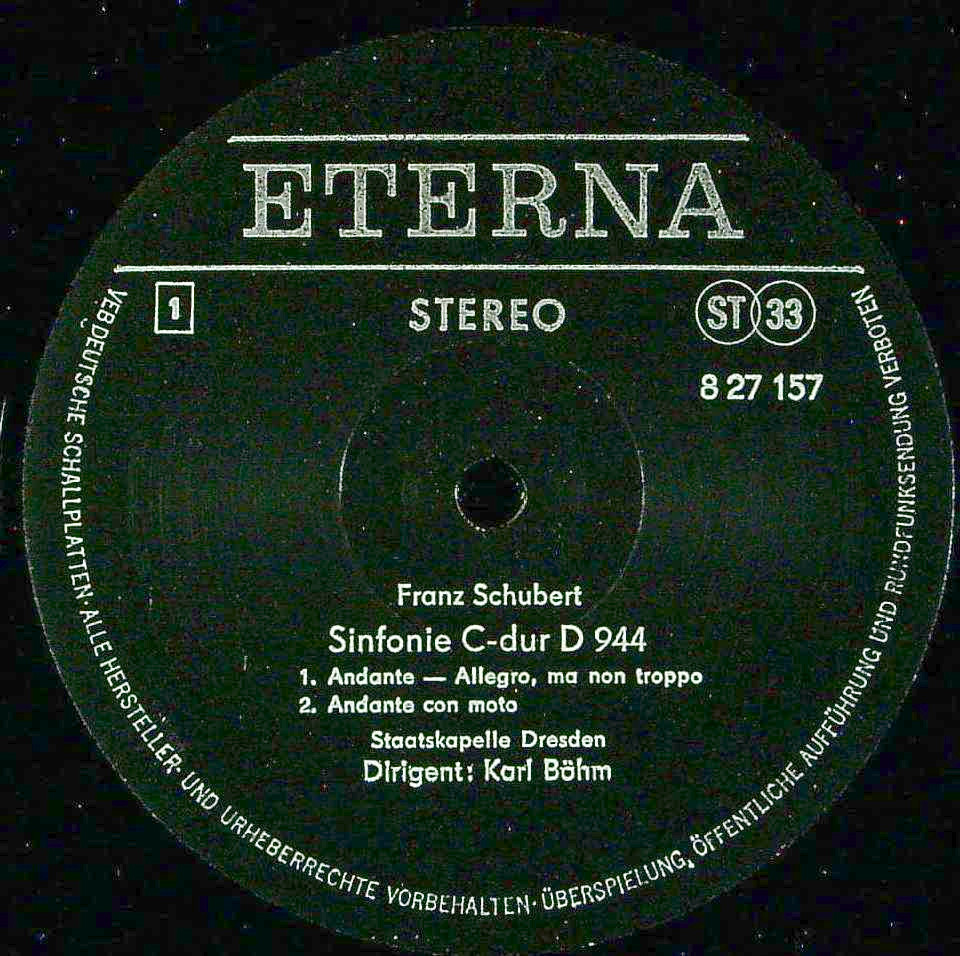 ETERNA
1
STEREO
ST 33
8 27 157
Franz Schubert
Sinfonie C-dur D 944
1. Andante — Allegro, ma non troppo
2. Andante con moto
Staatskapelle Dresden
Dirigent: Karl Böhm
VEB DEUTSCHE SCHALLPLATTEN · ALLE HERSTELLER- UND URHEBERRECHTE VORBEHALTEN · ÜBERSPIELUNG, ÖFFENTLICHE AUFFÜHRUNG UND RUNDFUNKSENDUNG VERBOTEN